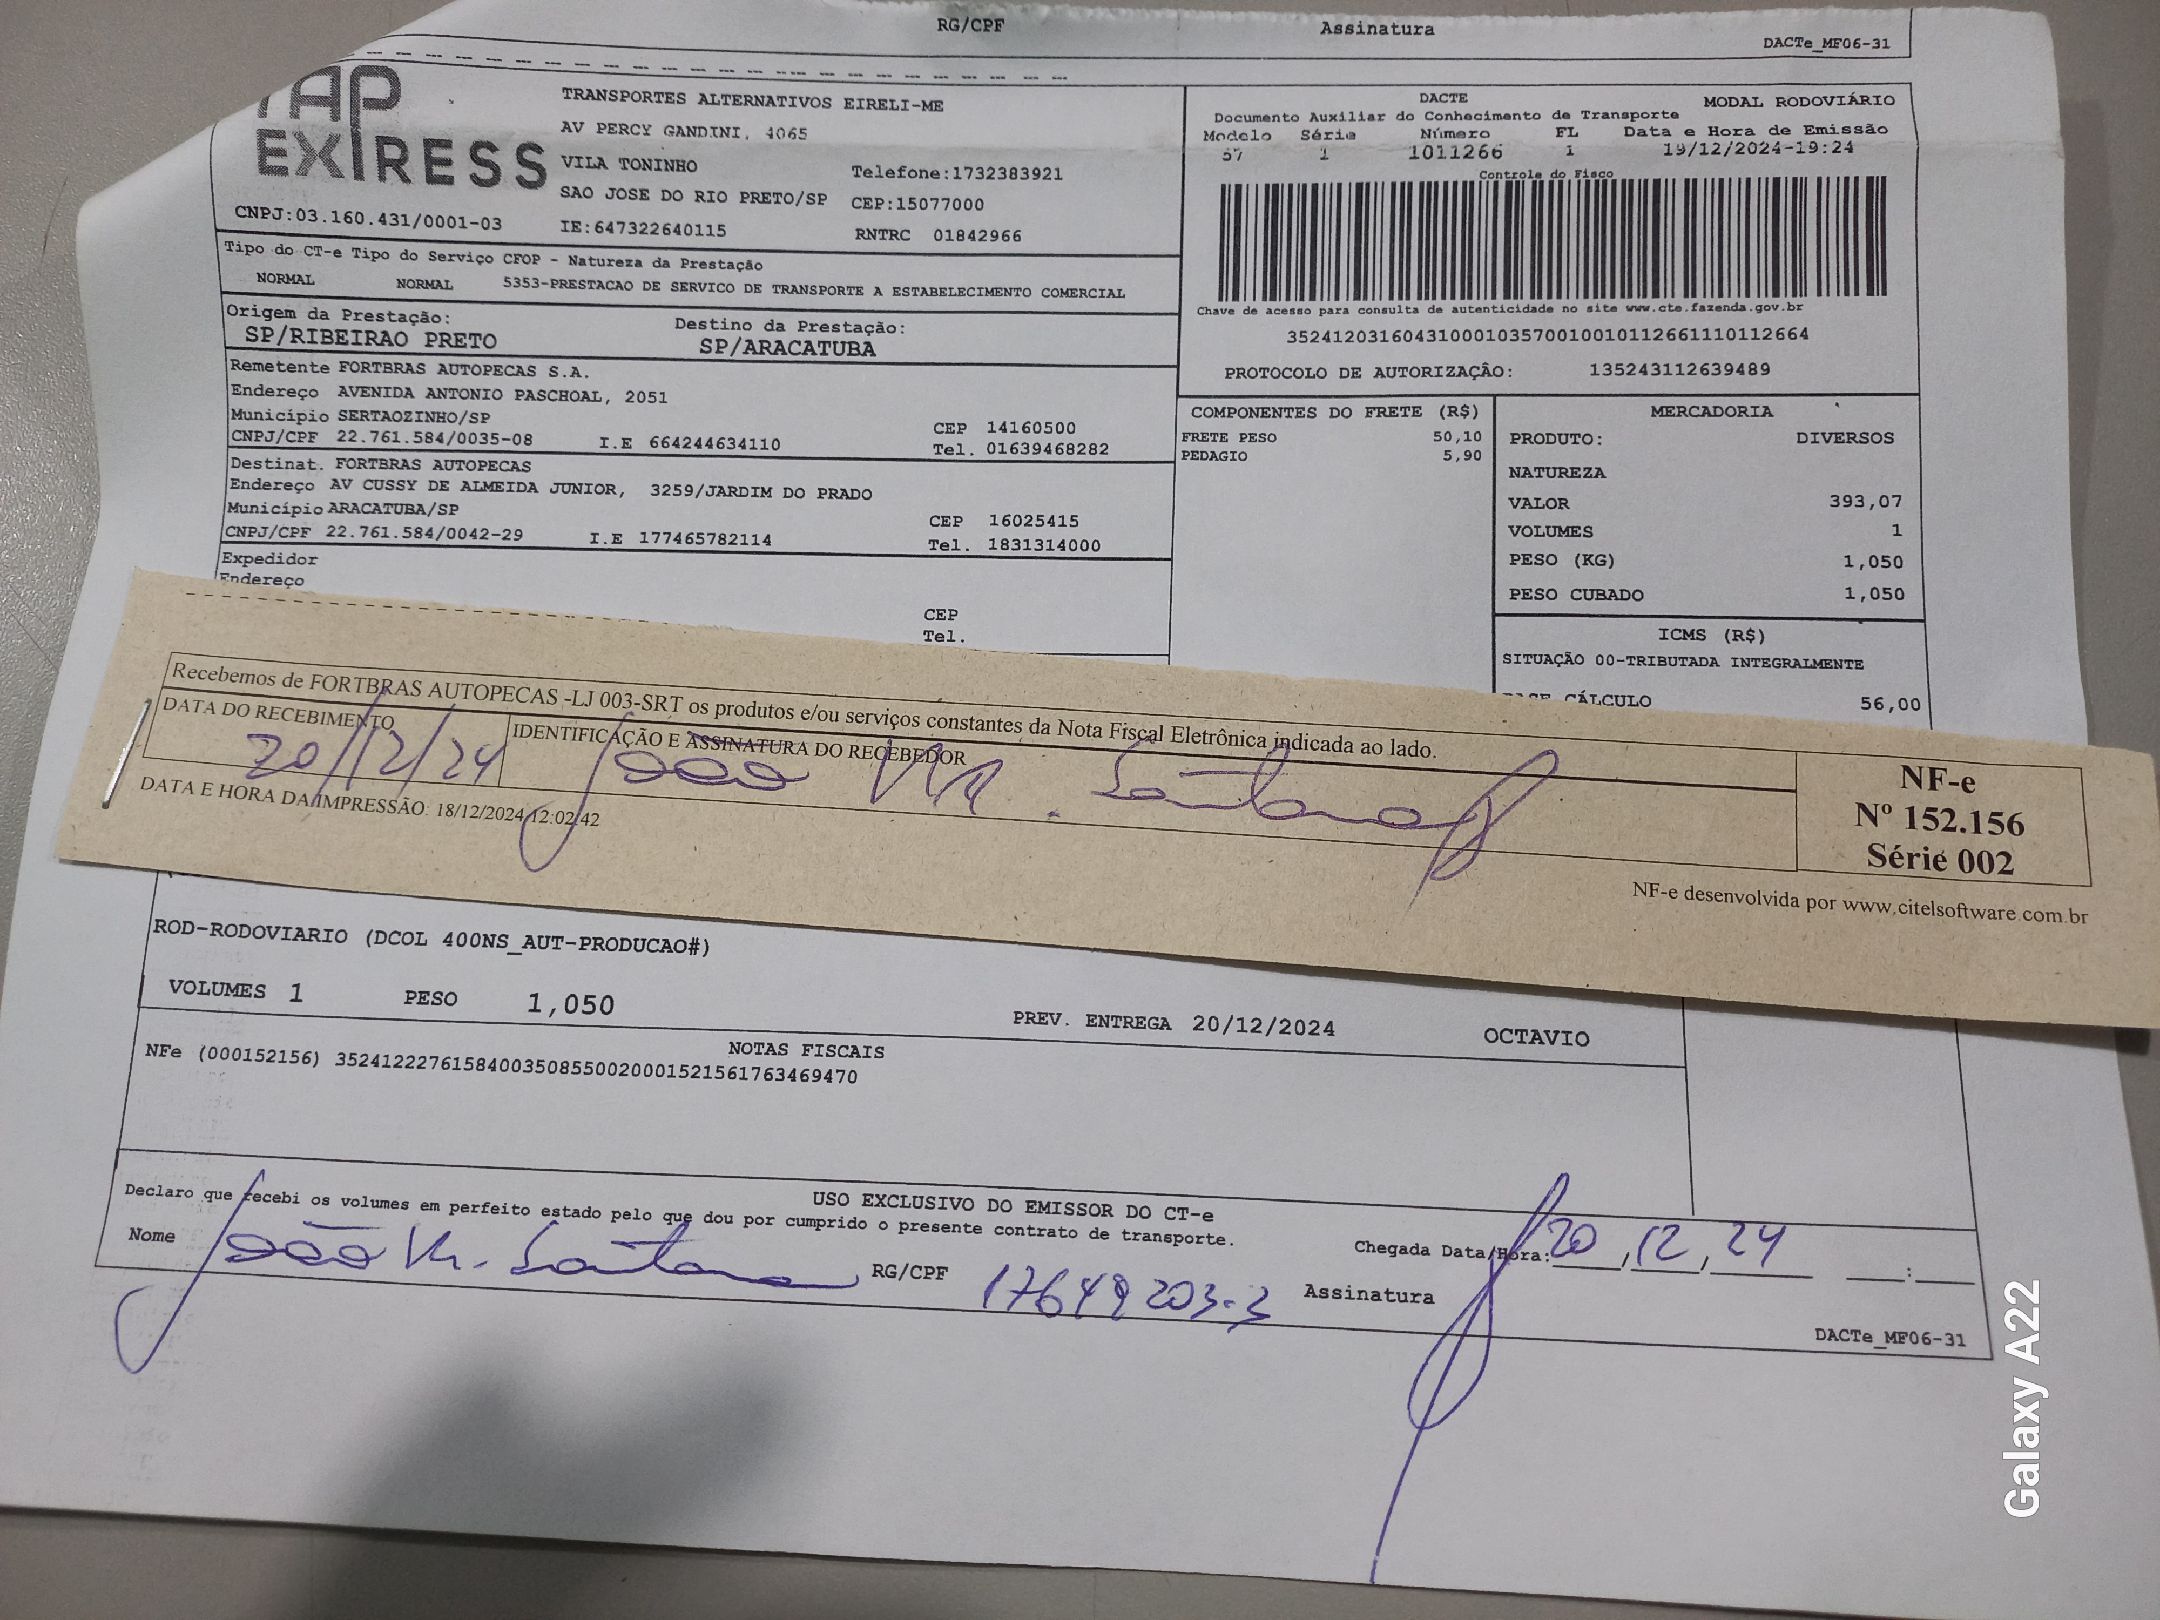 RG/CPF Assinatura
DACTe_MF06-31
TAP
EXPRESS
TRANSPORTES ALTERNATIVOS EIRELI-ME
AV PERCY GANDINI, 4065
VILA TONINHO Telefone:1732383921
SAO JOSE DO RIO PRETO/SP CEP:15077000
CNPJ:03.160.431/0001-03 IE:647322640115 RNTRC 01842966
DACTE MODAL RODOVIÁRIO
Documento Auxiliar do Conhecimento de Transporte
Modelo Série Número FL Data e Hora de Emissão
57 1 1011266 1 19/12/2024-19:24
Controle do Fisco
Chave de acesso para consulta de autenticidade no site www.cte.fazenda.gov.br
35241203160431000103570010010112661110112664
PROTOCOLO DE AUTORIZAÇÂO: 135243112639489
Tipo do CT-e Tipo do Serviço CFOP - Natureza da Prestação
NORMAL NORMAL 5353-PRESTACAO DE SERVICO DE TRANSPORTE A ESTABELECIMENTO COMERCIAL
Origem da Prestação: Destino da Prestação:
SP/RIBEIRAO PRETO SP/ARACATUBA
Remetente FORTBRAS AUTOPECAS S.A.
Endereço AVENIDA ANTONIO PASCHOAL, 2051
Município SERTAOZINHO/SP CEP 14160500
CNPJ/CPF 22.761.584/0035-08 I.E 664244634110 Tel. 01639468282
Destinat. FORTBRAS AUTOPECAS
Endereço AV CUSSY DE ALMEIDA JUNIOR, 3259/JARDIM DO PRADO
Município ARACATUBA/SP CEP 16025415
CNPJ/CPF 22.761.584/0042-29 I.E 177465782114 Tel. 1831314000
Expedidor
Endereço
CEP
Tel.
COMPONENTES DO FRETE (R$)
FRETE PESO 50,10
PEDAGIO 5,90
MERCADORIA
PRODUTO: DIVERSOS
NATUREZA
VALOR 393,07
VOLUMES 1
PESO (KG) 1,050
PESO CUBADO 1,050
ICMS (R$)
SITUAÇÃO 00-TRIBUTADA INTEGRALMENTE
BASE CÁLCULO 56,00
Recebemos de FORTBRAS AUTOPECAS -LJ 003-SRT os produtos e/ou serviços constantes da Nota Fiscal Eletrônica indicada ao lado.
DATA DO RECEBIMENTO IDENTIFICAÇÃO E ASSINATURA DO RECEBEDOR
20/12/24 João M. Santana
DATA E HORA DA IMPRESSÃO: 18/12/2024 12:02:42
NF-e
Nº 152.156
Série 002
NF-e desenvolvida por www.citelsoftware.com.br
ROD-RODOVIARIO (DCOL 400NS_AUT-PRODUCAO#)
VOLUMES 1 PESO 1,050 PREV. ENTREGA 20/12/2024 OCTAVIO
NOTAS FISCAIS
NFe (000152156) 35241222761584003508550020001521561763469470
USO EXCLUSIVO DO EMISSOR DO CT-e
Declaro que recebi os volumes em perfeito estado pelo que dou por cumprido o presente contrato de transporte.
Chegada Data/Hora: 20,12,24 :
Nome João M. Santana RG/CPF 17649203-3 Assinatura
DACTe_MF06-31
Galaxy A22